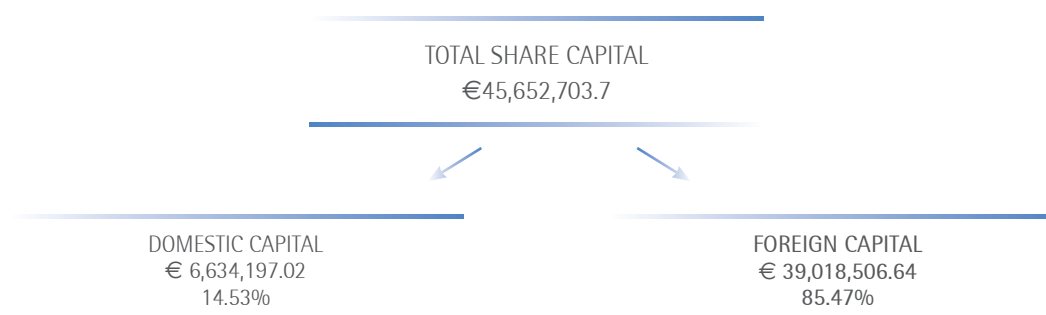 TOTAL SHARE CAPITAL
€45,652,703.7
DOMESTIC CAPITAL
€ 6,634,197.02
14.53%
FOREIGN CAPITAL
€ 39,018,506.64
85.47%